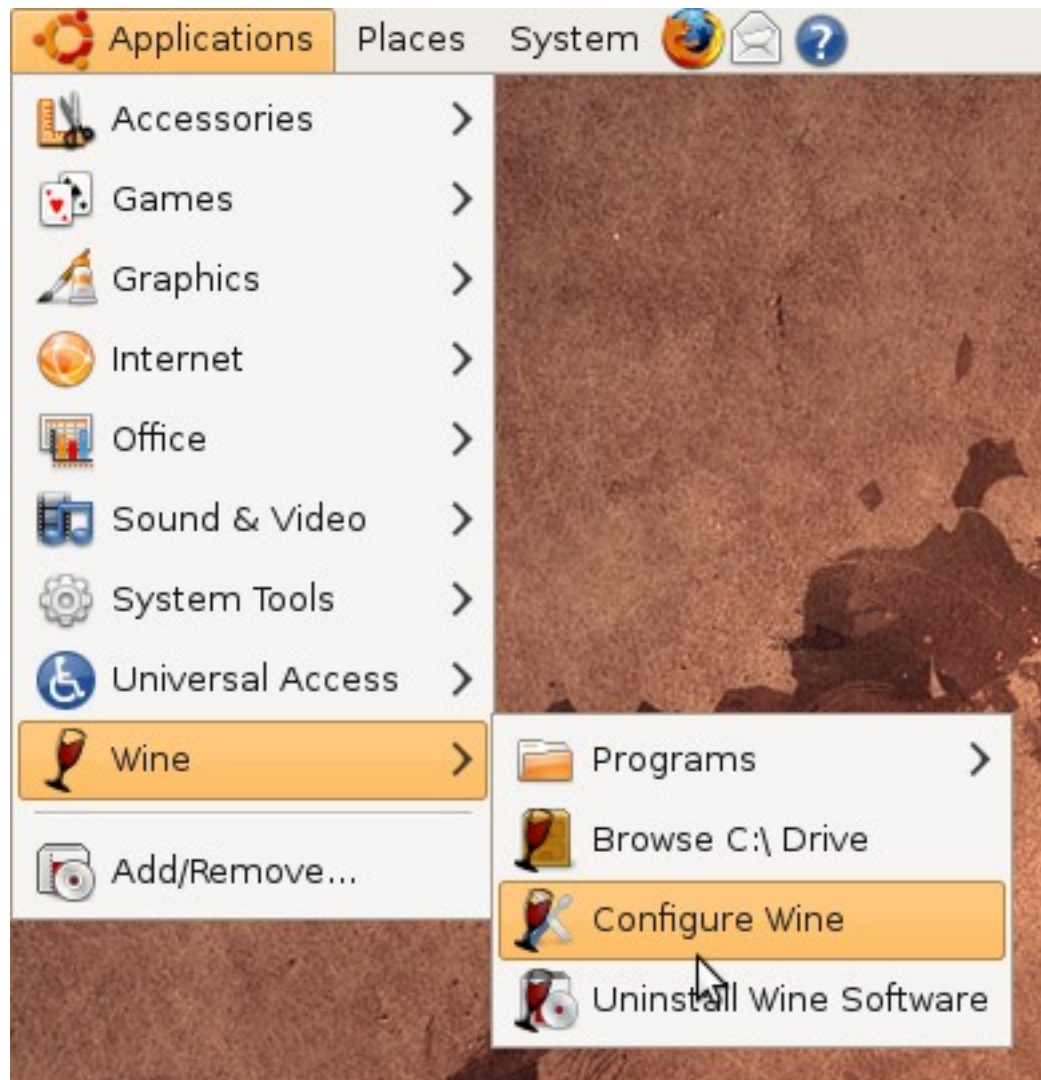 Applications Places System ?
Accessories
Games
Graphics
Internet
Office
Sound & Video
System Tools
Universal Access
Wine
Add/Remove...
Programs
Browse C:\ Drive
Configure Wine
Uninstall Wine Software